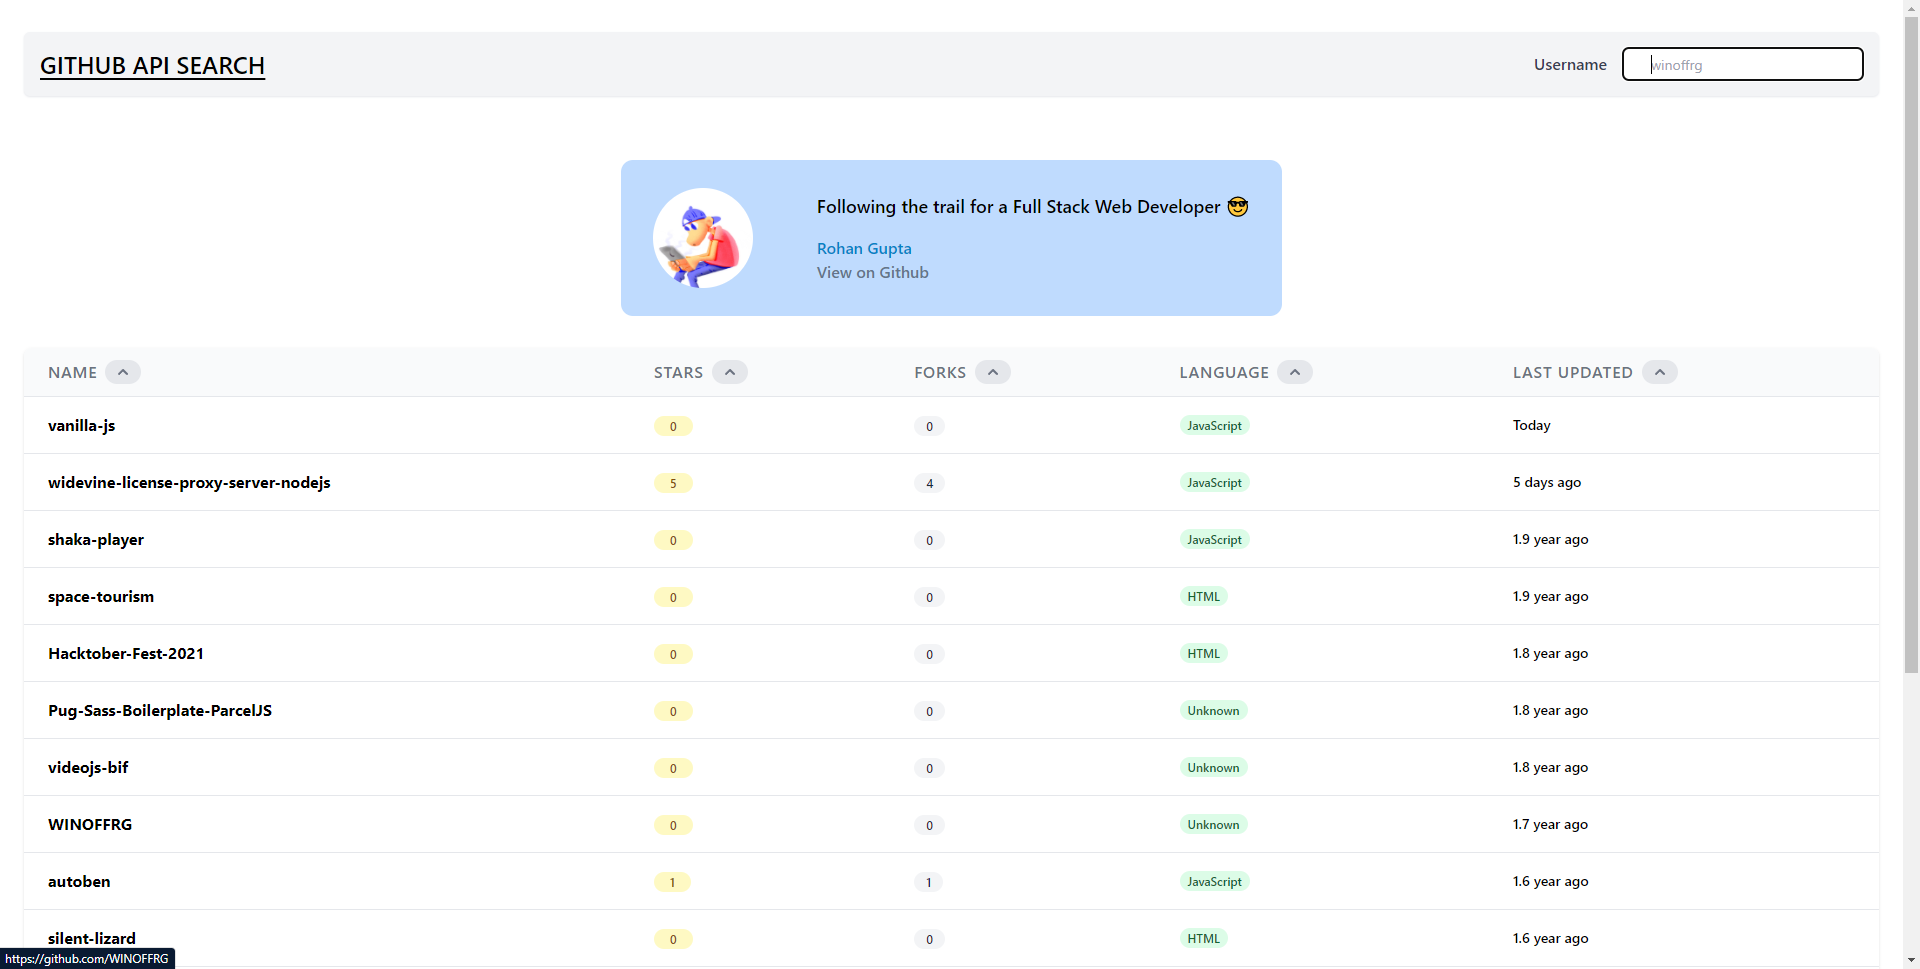 GITHUB API SEARCH Username winoffrg
Following the trail for a Full Stack Web Developer 😎
Rohan Gupta
View on Github
NAME STARS FORKS LANGUAGE LAST UPDATED
vanilla-js 0 0 JavaScript Today
widevine-license-proxy-server-nodejs 5 4 JavaScript 5 days ago
shaka-player 0 0 JavaScript 1.9 year ago
space-tourism 0 0 HTML 1.9 year ago
Hacktober-Fest-2021 0 0 HTML 1.8 year ago
Pug-Sass-Boilerplate-ParcelJS 0 0 Unknown 1.8 year ago
videojs-bif 0 0 Unknown 1.8 year ago
WINOFFRG 0 0 Unknown 1.7 year ago
autoben 1 1 JavaScript 1.6 year ago
silent-lizard 0 0 HTML 1.6 year ago
https://github.com/WINOFFRG